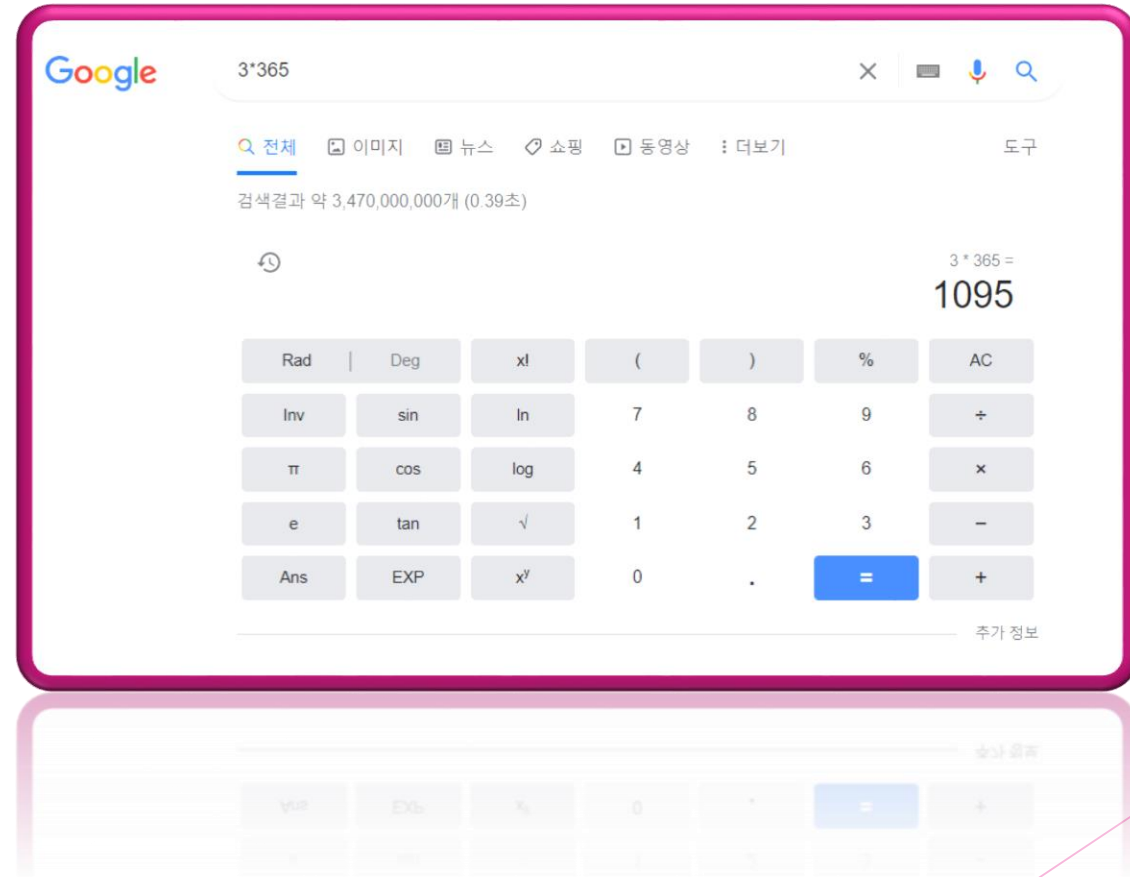 Google 3*365
전체 이미지 뉴스 쇼핑 동영상 더보기 도구
검색결과 약 3,470,000,000개 (0.39초)
3 * 365 =
1095
Rad | Deg x! ( ) % AC
Inv sin ln 7 8 9 ÷
π cos log 4 5 6 ×
e tan √ 1 2 3 −
Ans EXP xʸ 0 . = +
추가 정보